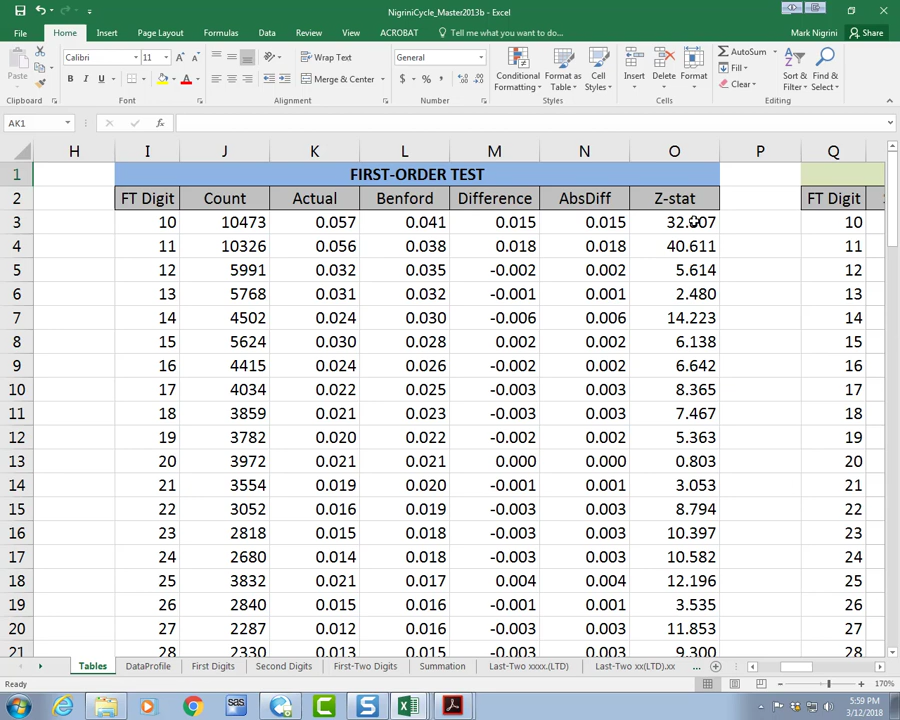 NigriniCycle_Master2013b - Excel
File Home Insert Page Layout Formulas Data Review View ACROBAT Tell me what you want to do... Mark Nigrini Share
Paste Calibri 11 A A Wrap Text General Conditional Format as Cell Insert Delete Format AutoSum Sort & Find &
B I U A Merge & Center $ % , Formatting Table Styles Fill Filter Select
Clear
Clipboard Font Alignment Number Styles Cells Editing
AK1 fx
H I J K L M N O P Q
1 FIRST-ORDER TEST
2 FT Digit Count Actual Benford Difference AbsDiff Z-stat FT Digit
3 10 10473 0.057 0.041 0.015 0.015 10
4 11 10326 0.056 0.038 0.018 0.018 40.611 11
5 12 5991 0.032 0.035 -0.002 0.002 5.614 12
6 13 5768 0.031 0.032 -0.001 0.001 2.480 13
7 14 4502 0.024 0.030 -0.006 0.006 14.223 14
8 15 5624 0.030 0.028 0.002 0.002 6.138 15
9 16 4415 0.024 0.026 -0.002 0.002 6.642 16
10 17 4034 0.022 0.025 -0.003 0.003 8.365 17
11 18 3859 0.021 0.023 -0.003 0.003 7.467 18
12 19 3782 0.020 0.022 -0.002 0.002 5.363 19
13 20 3972 0.021 0.021 0.000 0.000 0.803 20
14 21 3554 0.019 0.020 -0.001 0.001 3.053 21
15 22 3052 0.016 0.019 -0.003 0.003 8.794 22
16 23 2818 0.015 0.018 -0.003 0.003 10.397 23
17 24 2680 0.014 0.018 -0.003 0.003 10.582 24
18 25 3832 0.021 0.017 0.004 0.004 12.196 25
19 26 2840 0.015 0.016 -0.001 0.001 3.535 26
20 27 2287 0.012 0.016 -0.003 0.003 11.853 27
21 28 2330 0.013 0.015 -0.003 0.003 9.300 28
Tables DataProfile First Digits Second Digits First-Two Digits Summation Last-Two xxxx.(LTD) Last-Two xx(LTD).xx ...
Ready 170%
sas C S
5:59 PM
3/12/2018